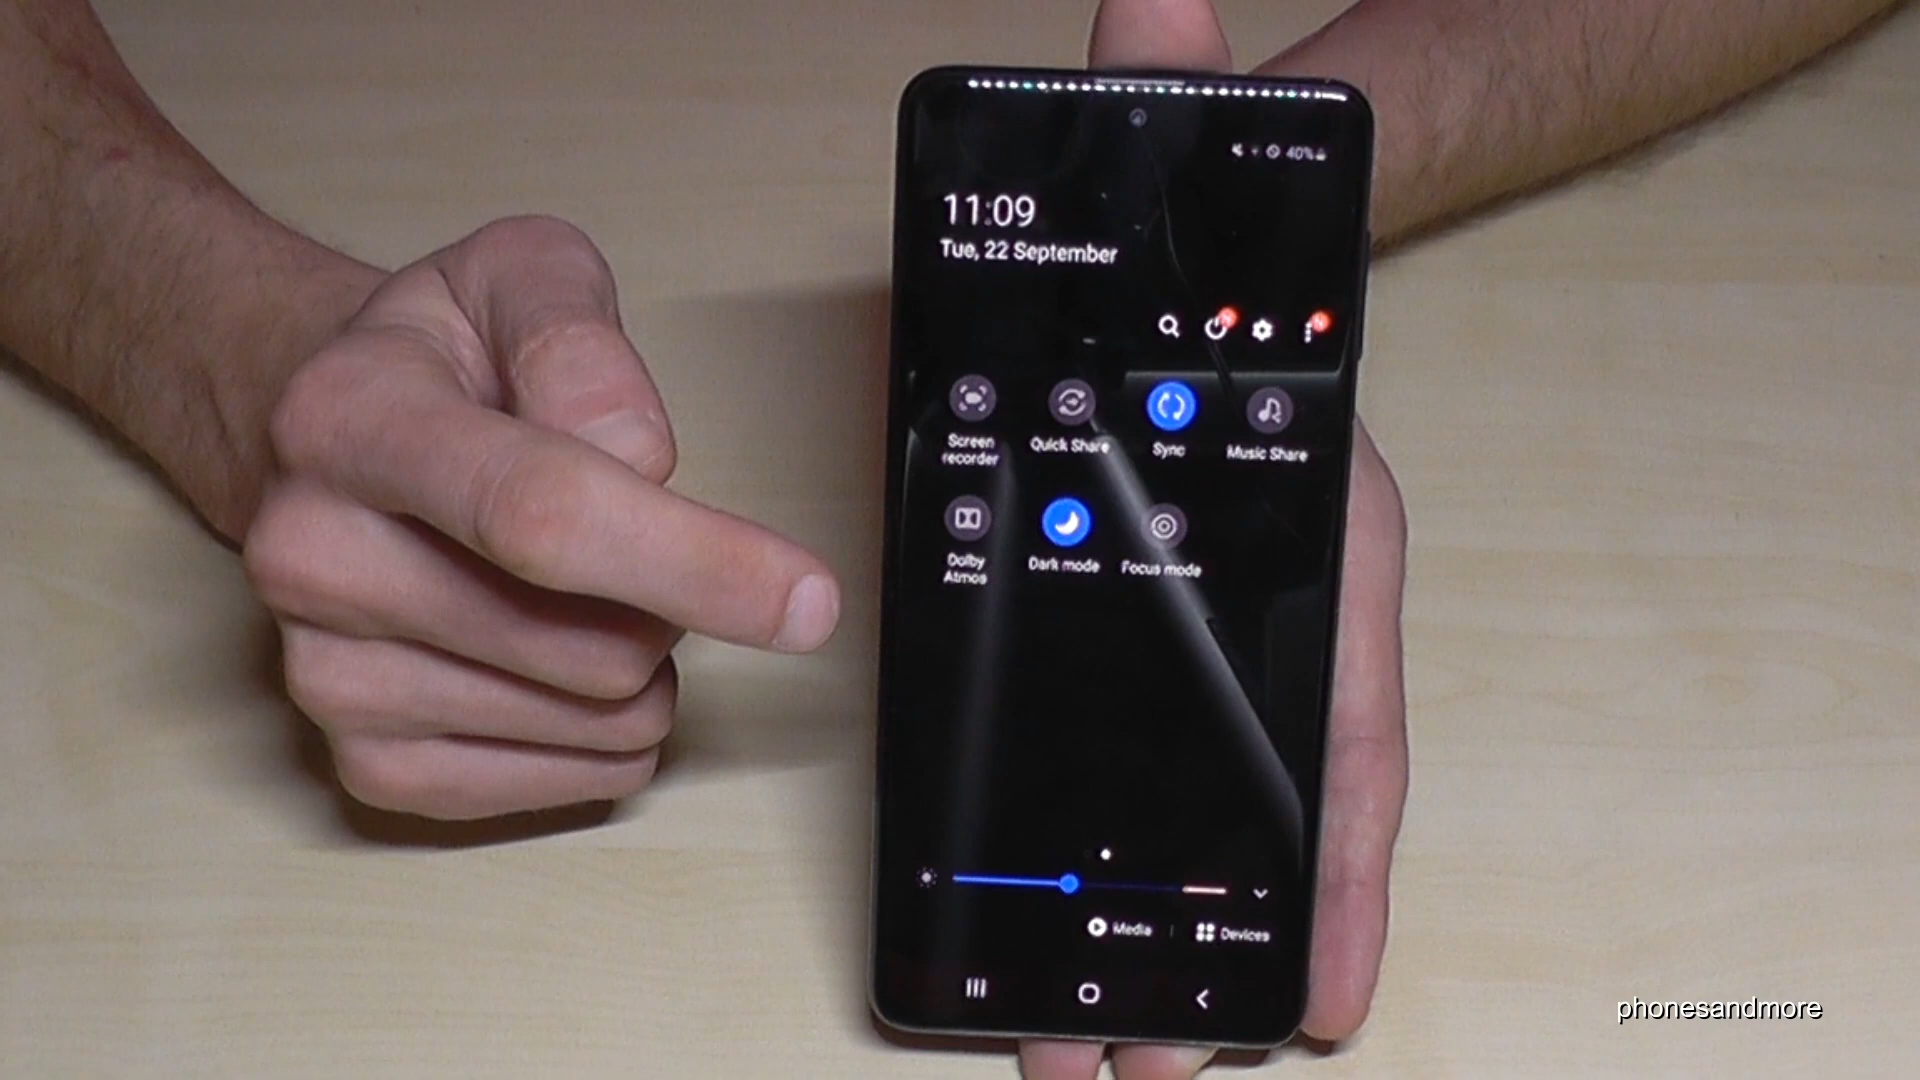 40%
11:09
Tue, 22 September
N
N
Screen
recorder
Quick Share
Sync
Music Share
Dolby
Atmos
Dark mode
Focus mode
Media
Devices
phonesandmore